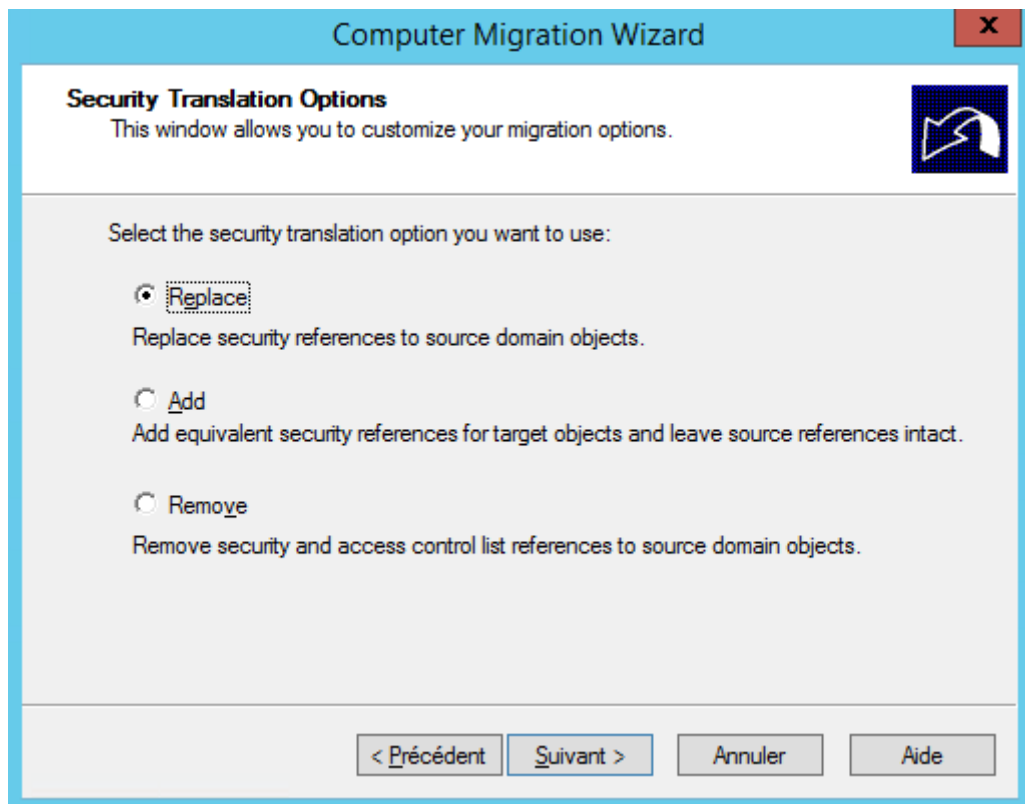 Computer Migration Wizard
x
Security Translation Options
This window allows you to customize your migration options.
Select the security translation option you want to use:
Replace
Replace security references to source domain objects.
Add
Add equivalent security references for target objects and leave source references intact.
Remove
Remove security and access control list references to source domain objects.
< Précédent Suivant > Annuler Aide